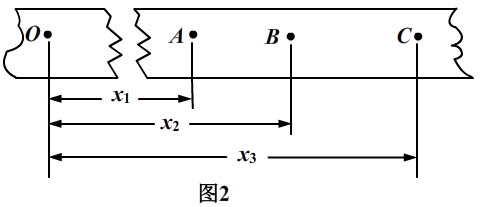 O A B C
x₁
x₂
x₃
图2